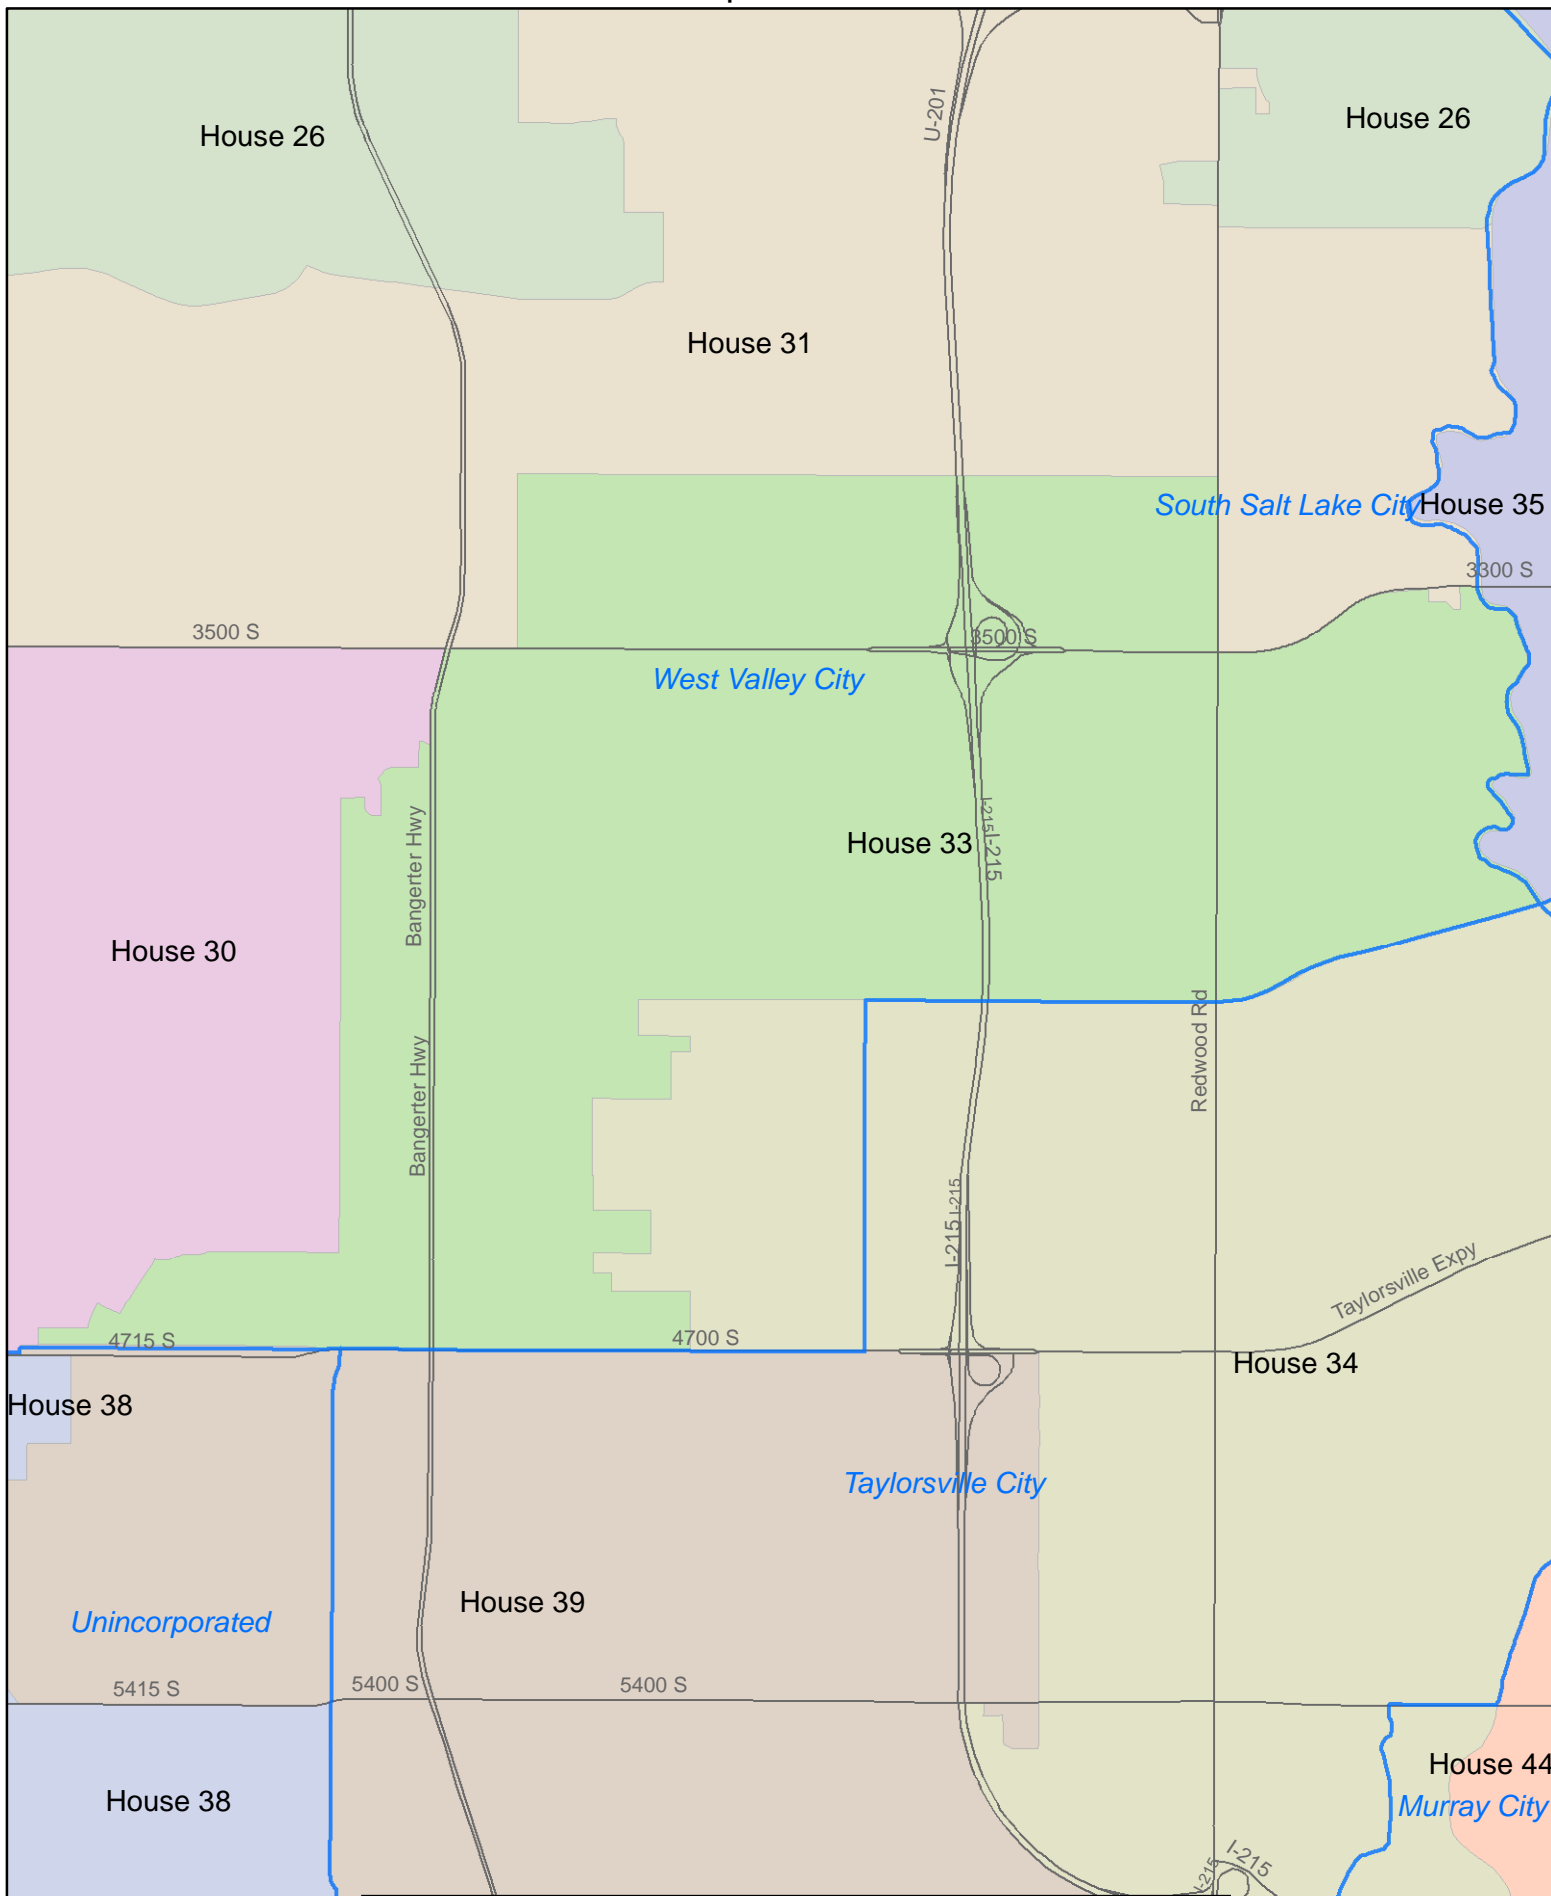 House 26
U-201
House 26
House 31
South Salt Lake City
House 35
3300 S
3500 S
3500 S
West Valley City
Bangerter Hwy
I-215
I-215
House 33
House 30
Redwood Rd
Bangerter Hwy
I-215
I-215
Taylorsville Expy
4715 S
4700 S
House 34
House 38
Taylorsville City
House 39
Unincorporated
5415 S
5400 S
5400 S
House 44
House 38
Murray City
I-215
I-215